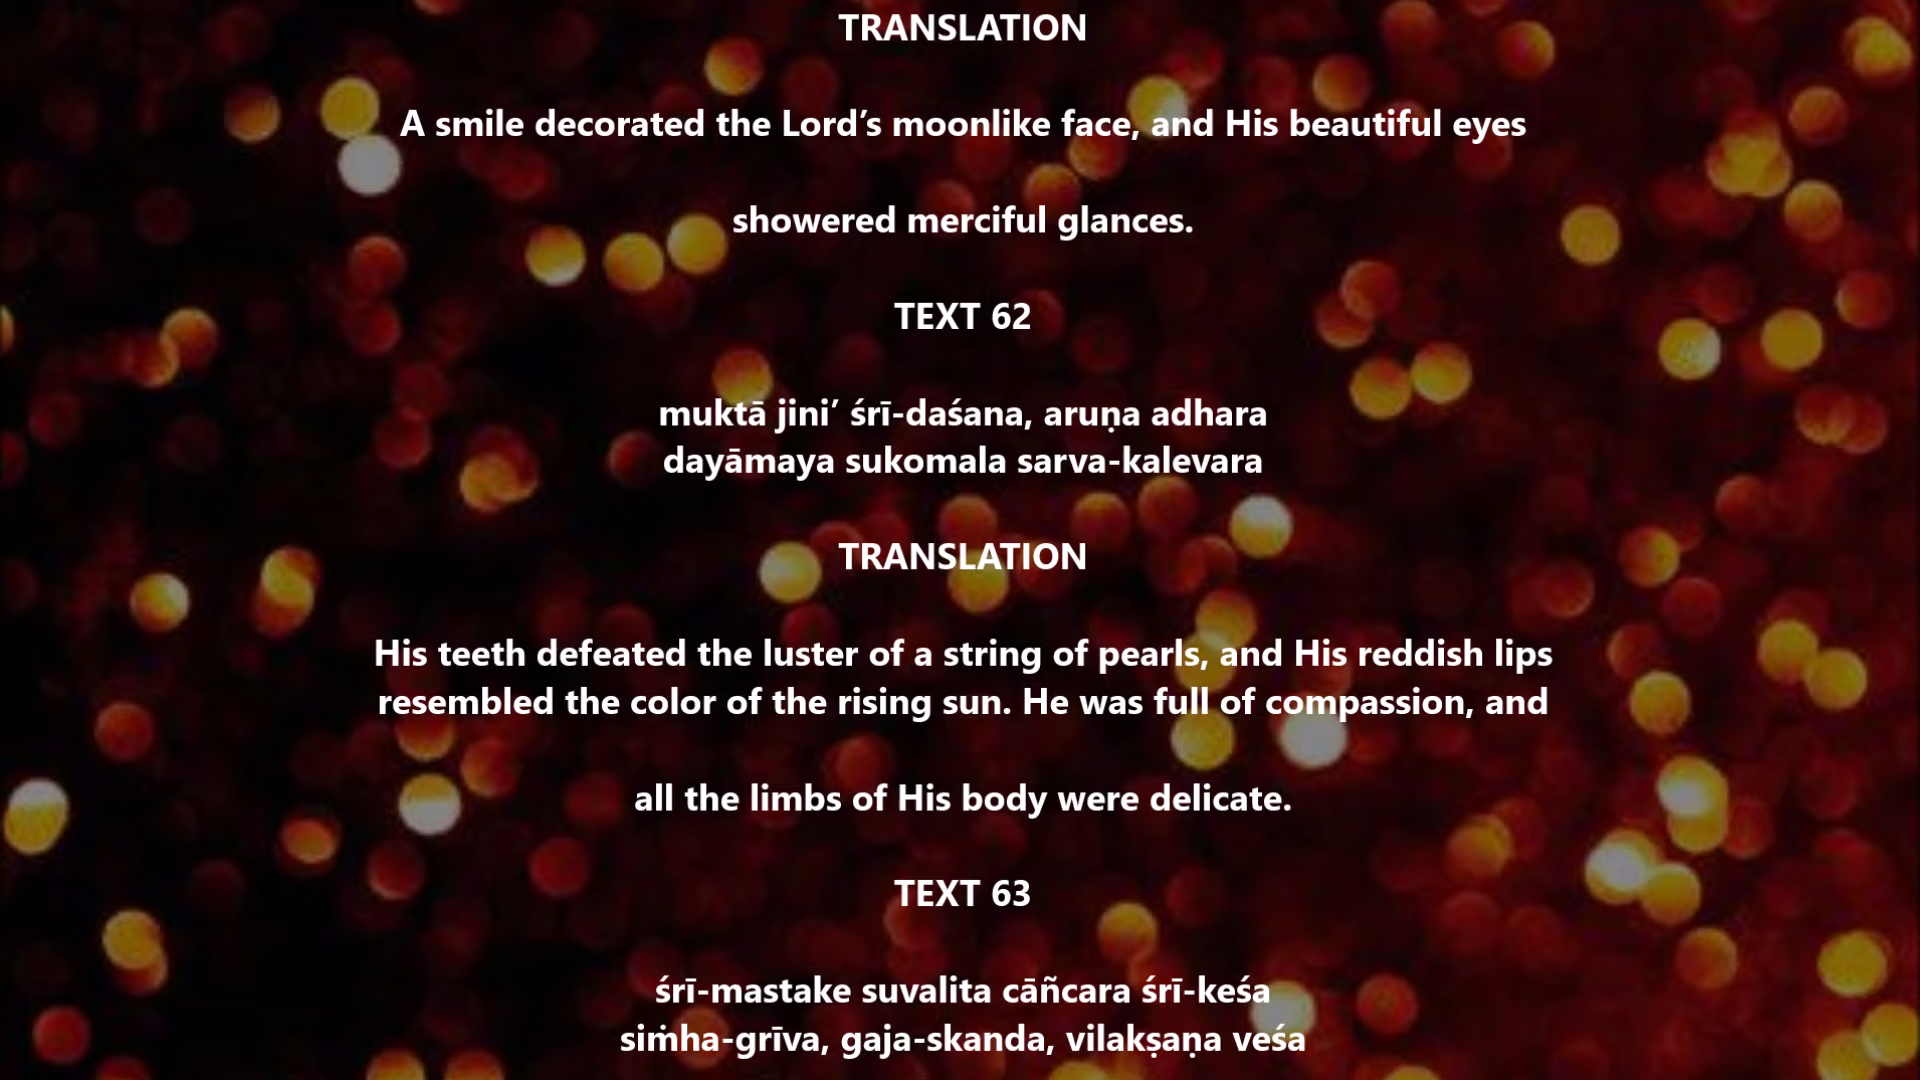 TRANSLATION
A smile decorated the Lord’s moonlike face, and His beautiful eyes
showered merciful glances.
TEXT 62
muktā jini’ śrī-daśana, aruṇa adhara
dayāmaya sukomala sarva-kalevara
TRANSLATION
His teeth defeated the luster of a string of pearls, and His reddish lips
resembled the color of the rising sun. He was full of compassion, and
all the limbs of His body were delicate.
TEXT 63
śrī-mastake suvalita cāñcara śrī-keśa
siṁha-grīva, gaja-skanda, vilakṣaṇa veśa